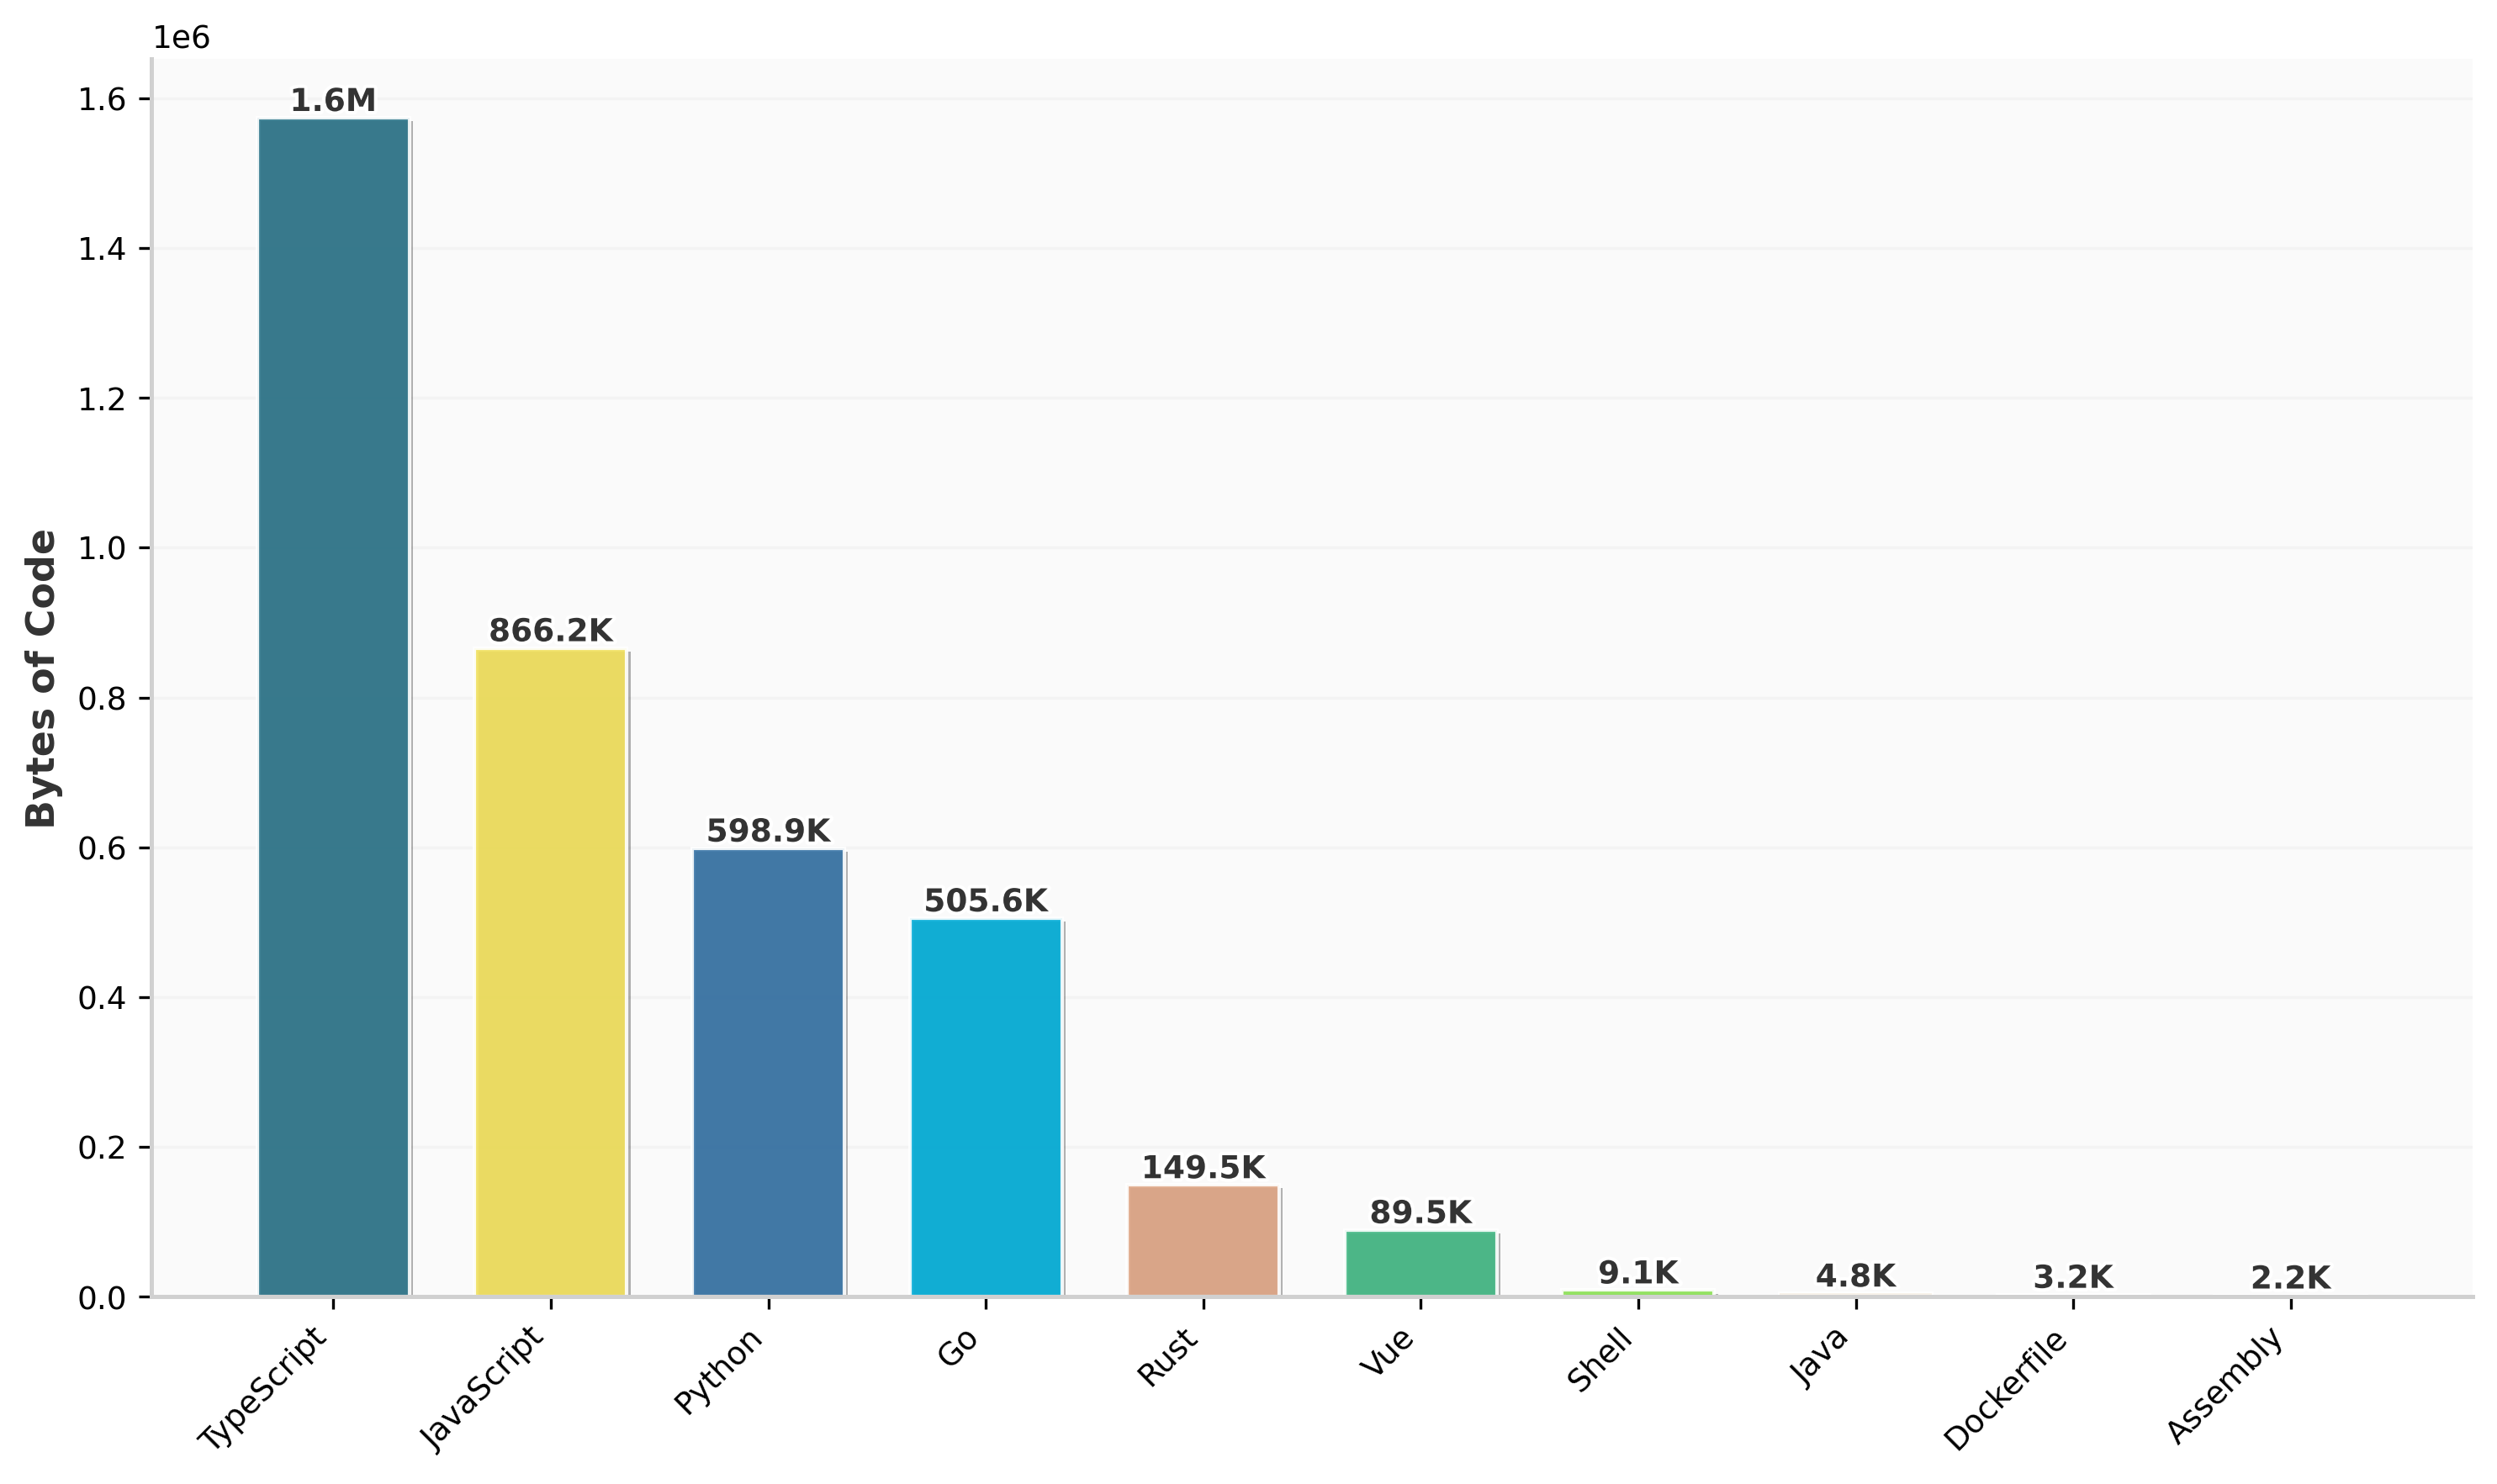 1e6
1.6
1.4
1.2
1.0
0.8
0.6
0.4
0.2
0.0
Bytes of Code
1.6M
866.2K
598.9K
505.6K
149.5K
89.5K
9.1K
4.8K
3.2K
2.2K
TypeScript
JavaScript
Python
Go
Rust
Vue
Shell
Java
Dockerfile
Assembly